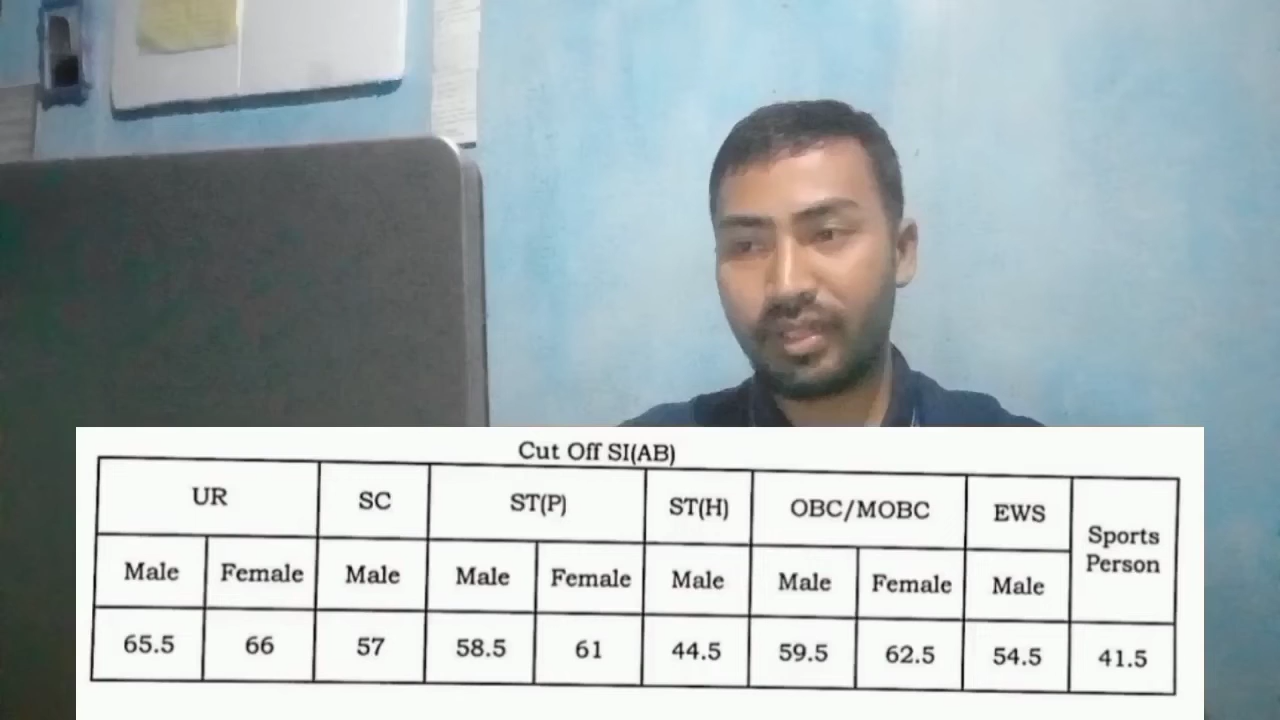 Cut Off SI(AB)
UR SC ST(P) ST(H) OBC/MOBC EWS Sports Person
Male Female Male Male Female Male Male Female Male
65.5 66 57 58.5 61 44.5 59.5 62.5 54.5 41.5